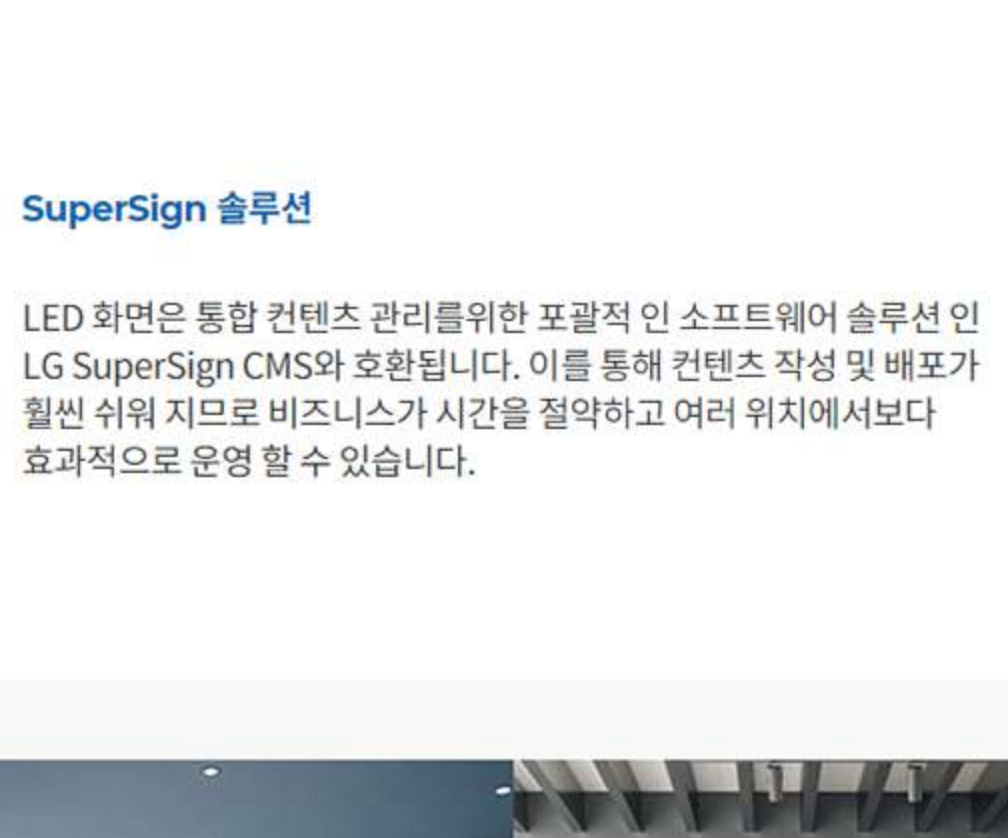 SuperSign 솔루션
LED 화면은 통합 컨텐츠 관리를위한 포괄적 인 소프트웨어 솔루션 인
LG SuperSign CMS와 호환됩니다. 이를 통해 컨텐츠 작성 및 배포가
훨씬 쉬워 지므로 비즈니스가 시간을 절약하고 여러 위치에서보다
효과적으로 운영 할 수 있습니다.